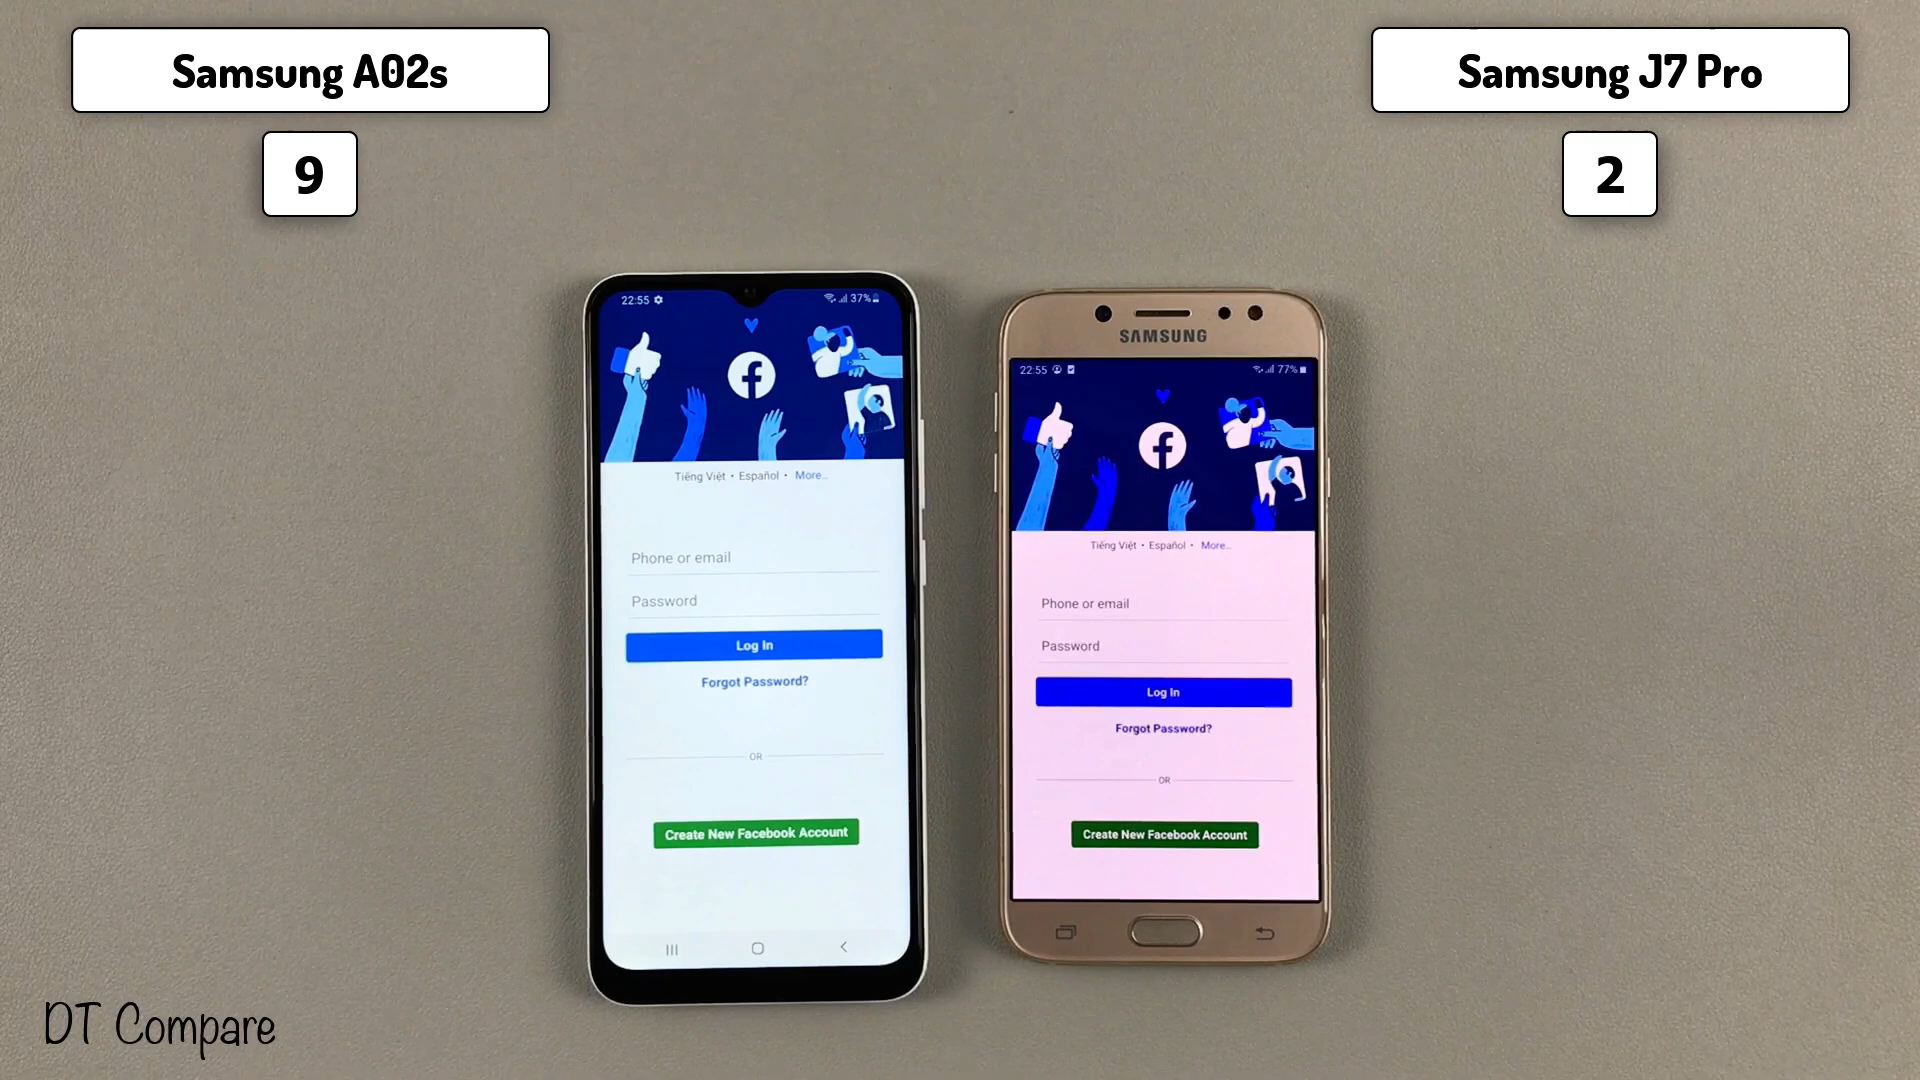 Samsung A02s
9
Samsung J7 Pro
2
22:55
37%
Tiếng Việt • Español • More...
Phone or email
Password
Log In
Forgot Password?
OR
Create New Facebook Account
SAMSUNG
22:55
77%
Tiếng Việt • Español • More...
Phone or email
Password
Log In
Forgot Password?
OR
Create New Facebook Account
DT Compare